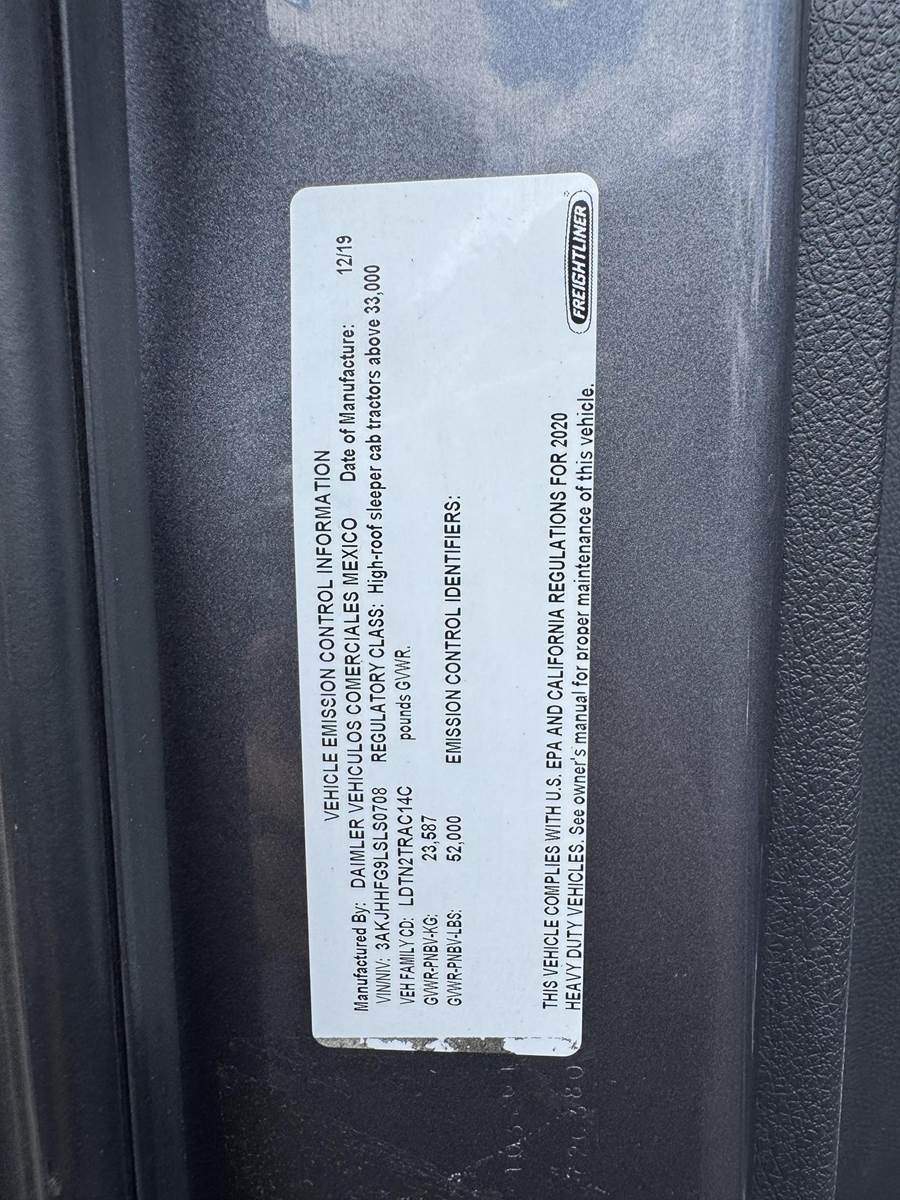 VEHICLE EMISSION CONTROL INFORMATION
Manufactured By: DAIMLER VEHICULOS COMERCIALES MEXICO Date of Manufacture: 12/19
VIN/NIV: 3AKJHHFG9LSLS0708 REGULATORY CLASS: High-roof sleeper cab tractors above 33,000
VEH FAMILY CD: LDTN2TRAC14C pounds GVWR.
GVWR-PNBV-KG: 23,587
GVWR-PNBV-LBS: 52,000 EMISSION CONTROL IDENTIFIERS:
THIS VEHICLE COMPLIES WITH U.S. EPA AND CALIFORNIA REGULATIONS FOR 2020
HEAVY DUTY VEHICLES. See owner's manual for proper maintenance of this vehicle.
FREIGHTLINER